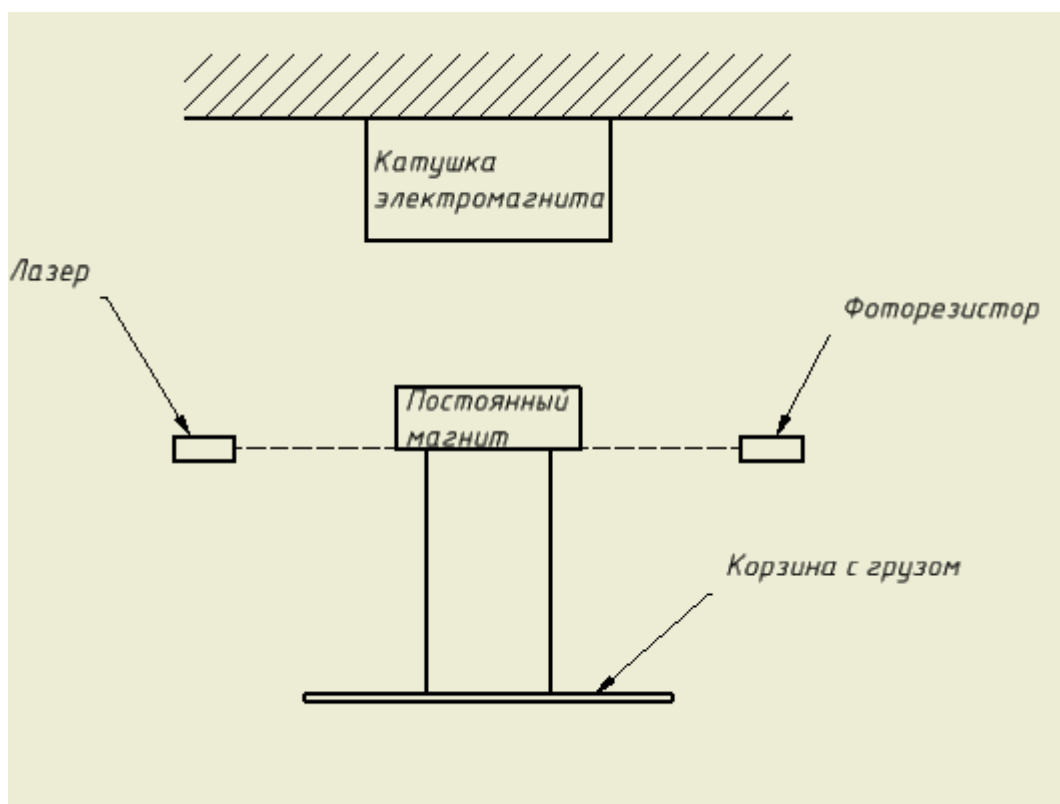 Катушка
электромагнита
Лазер
Фоторезистор
Постоянный
магнит
Корзина с грузом